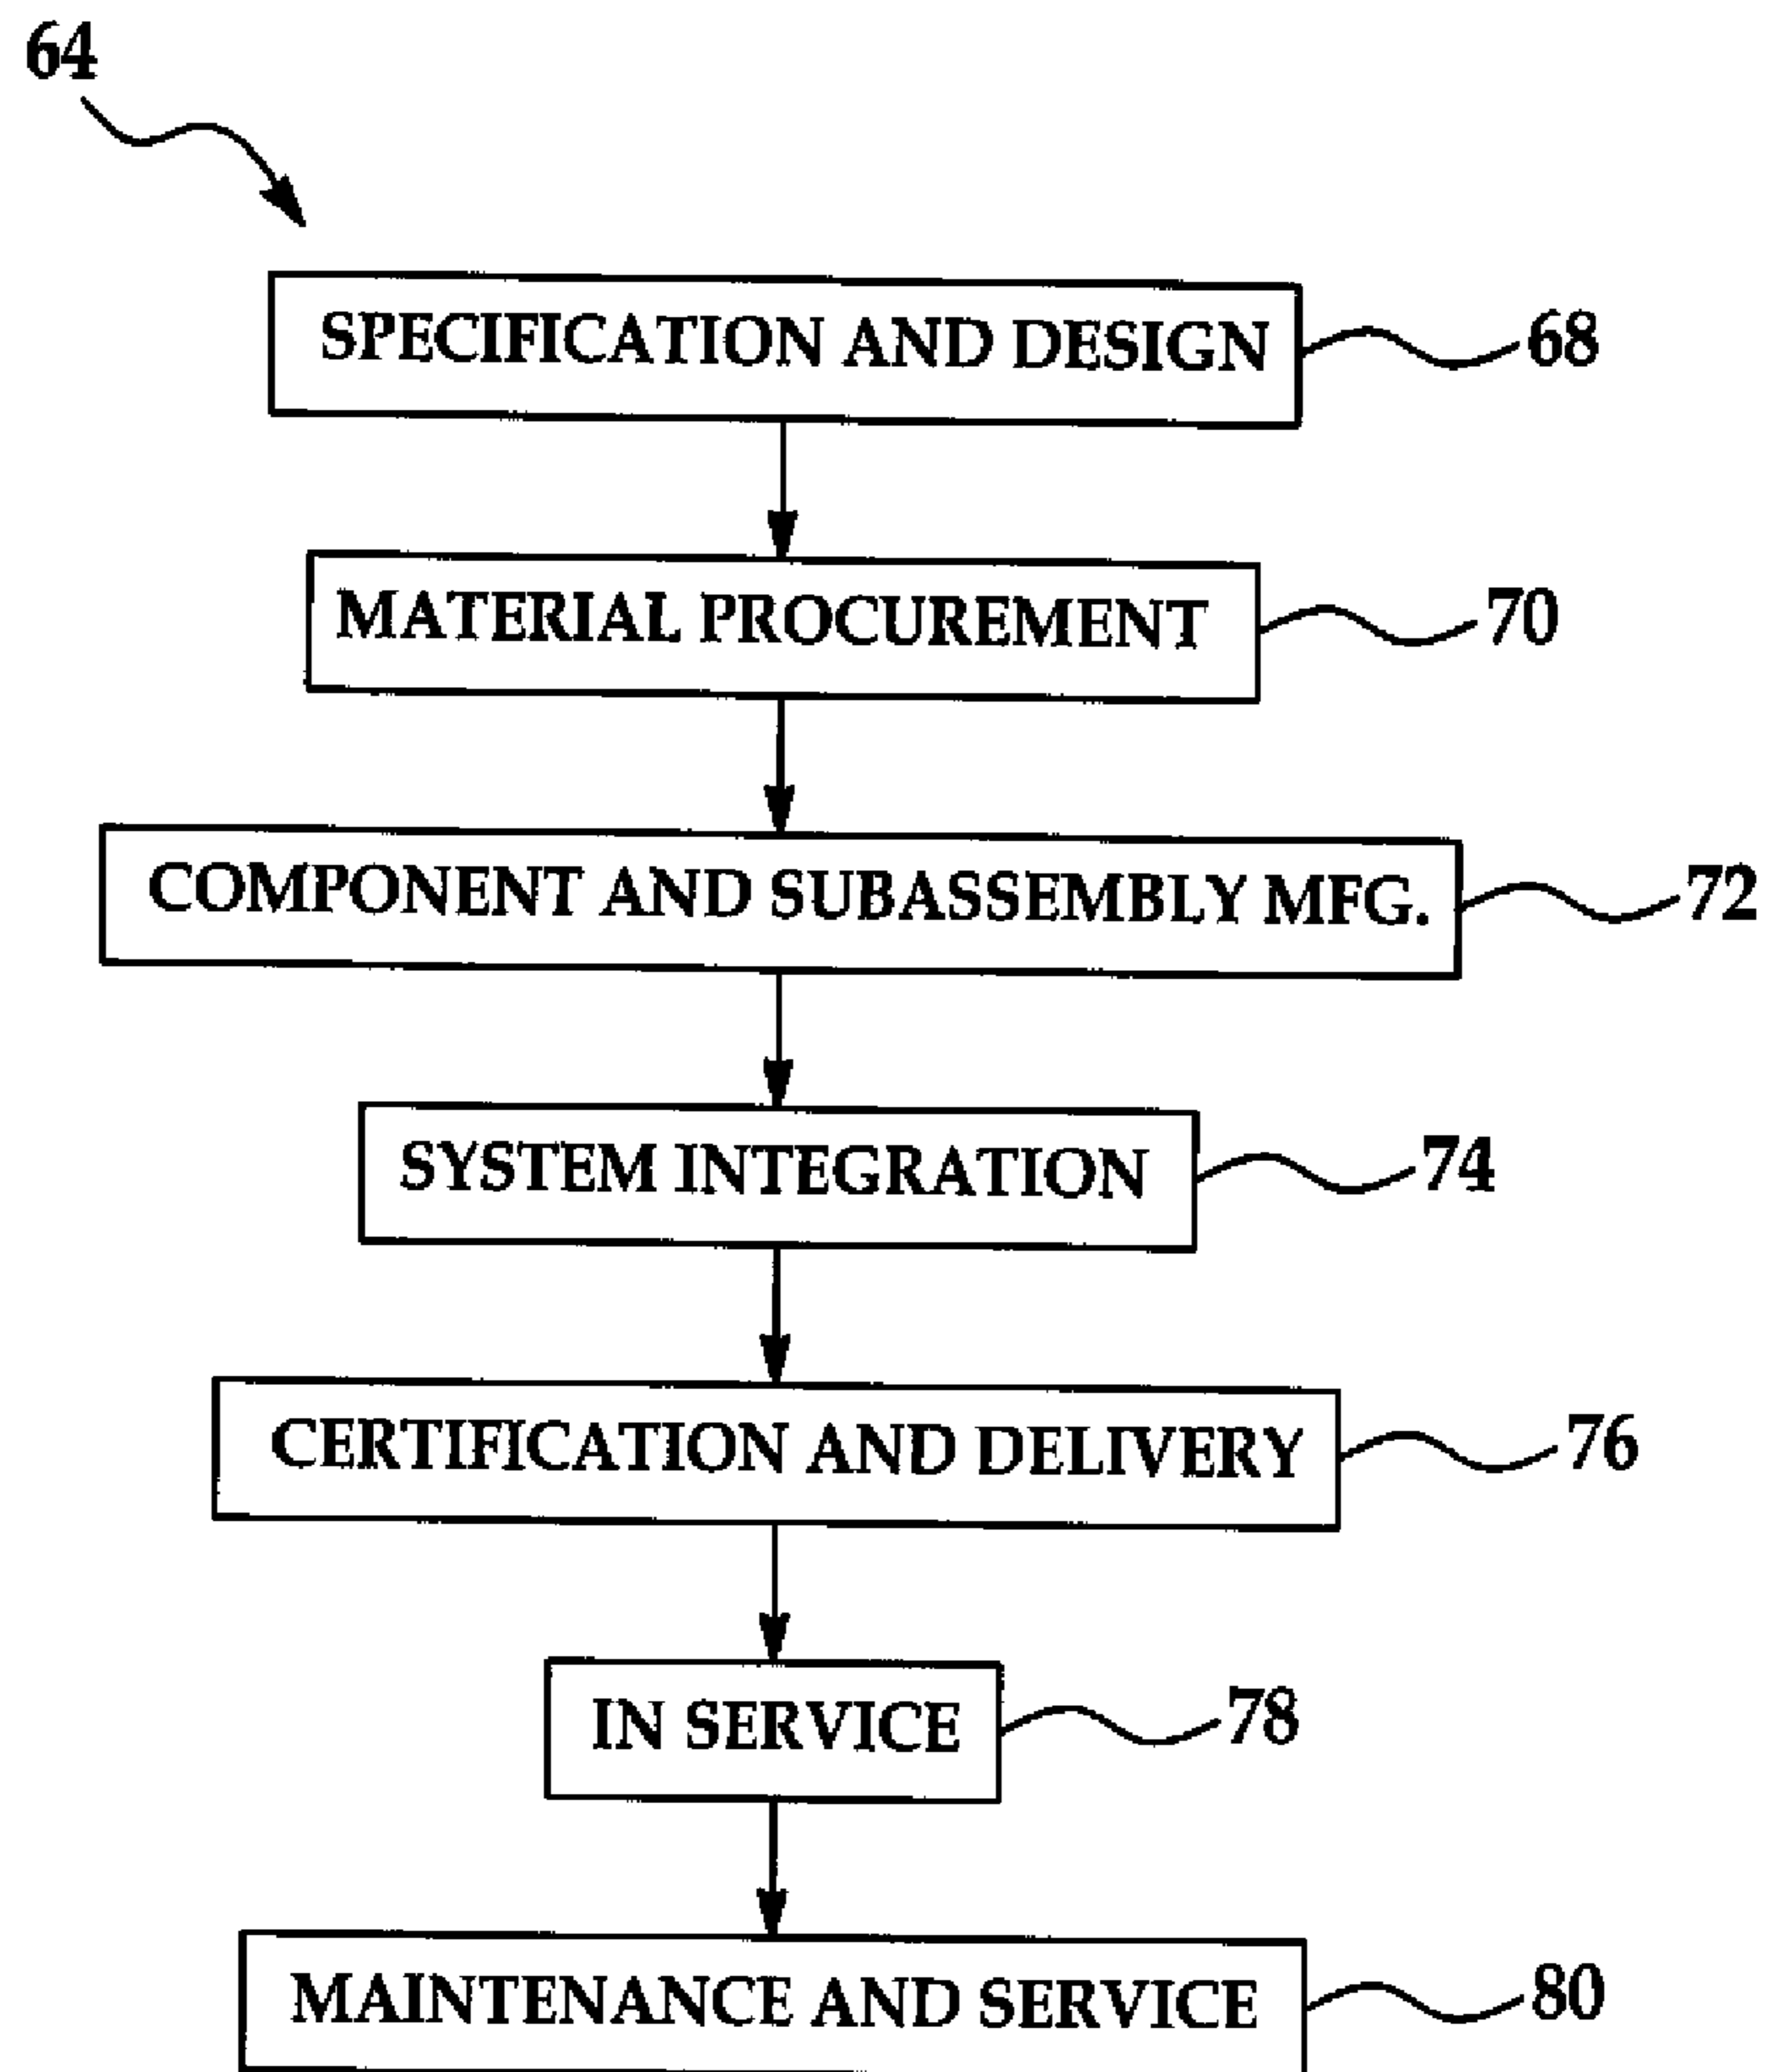 64
SPECIFICATION AND DESIGN 68
MATERIAL PROCUREMENT 70
COMPONENT AND SUBASSEMBLY MFG. 72
SYSTEM INTEGRATION 74
CERTIFICATION AND DELIVERY 76
IN SERVICE 78
MAINTENANCE AND SERVICE 80